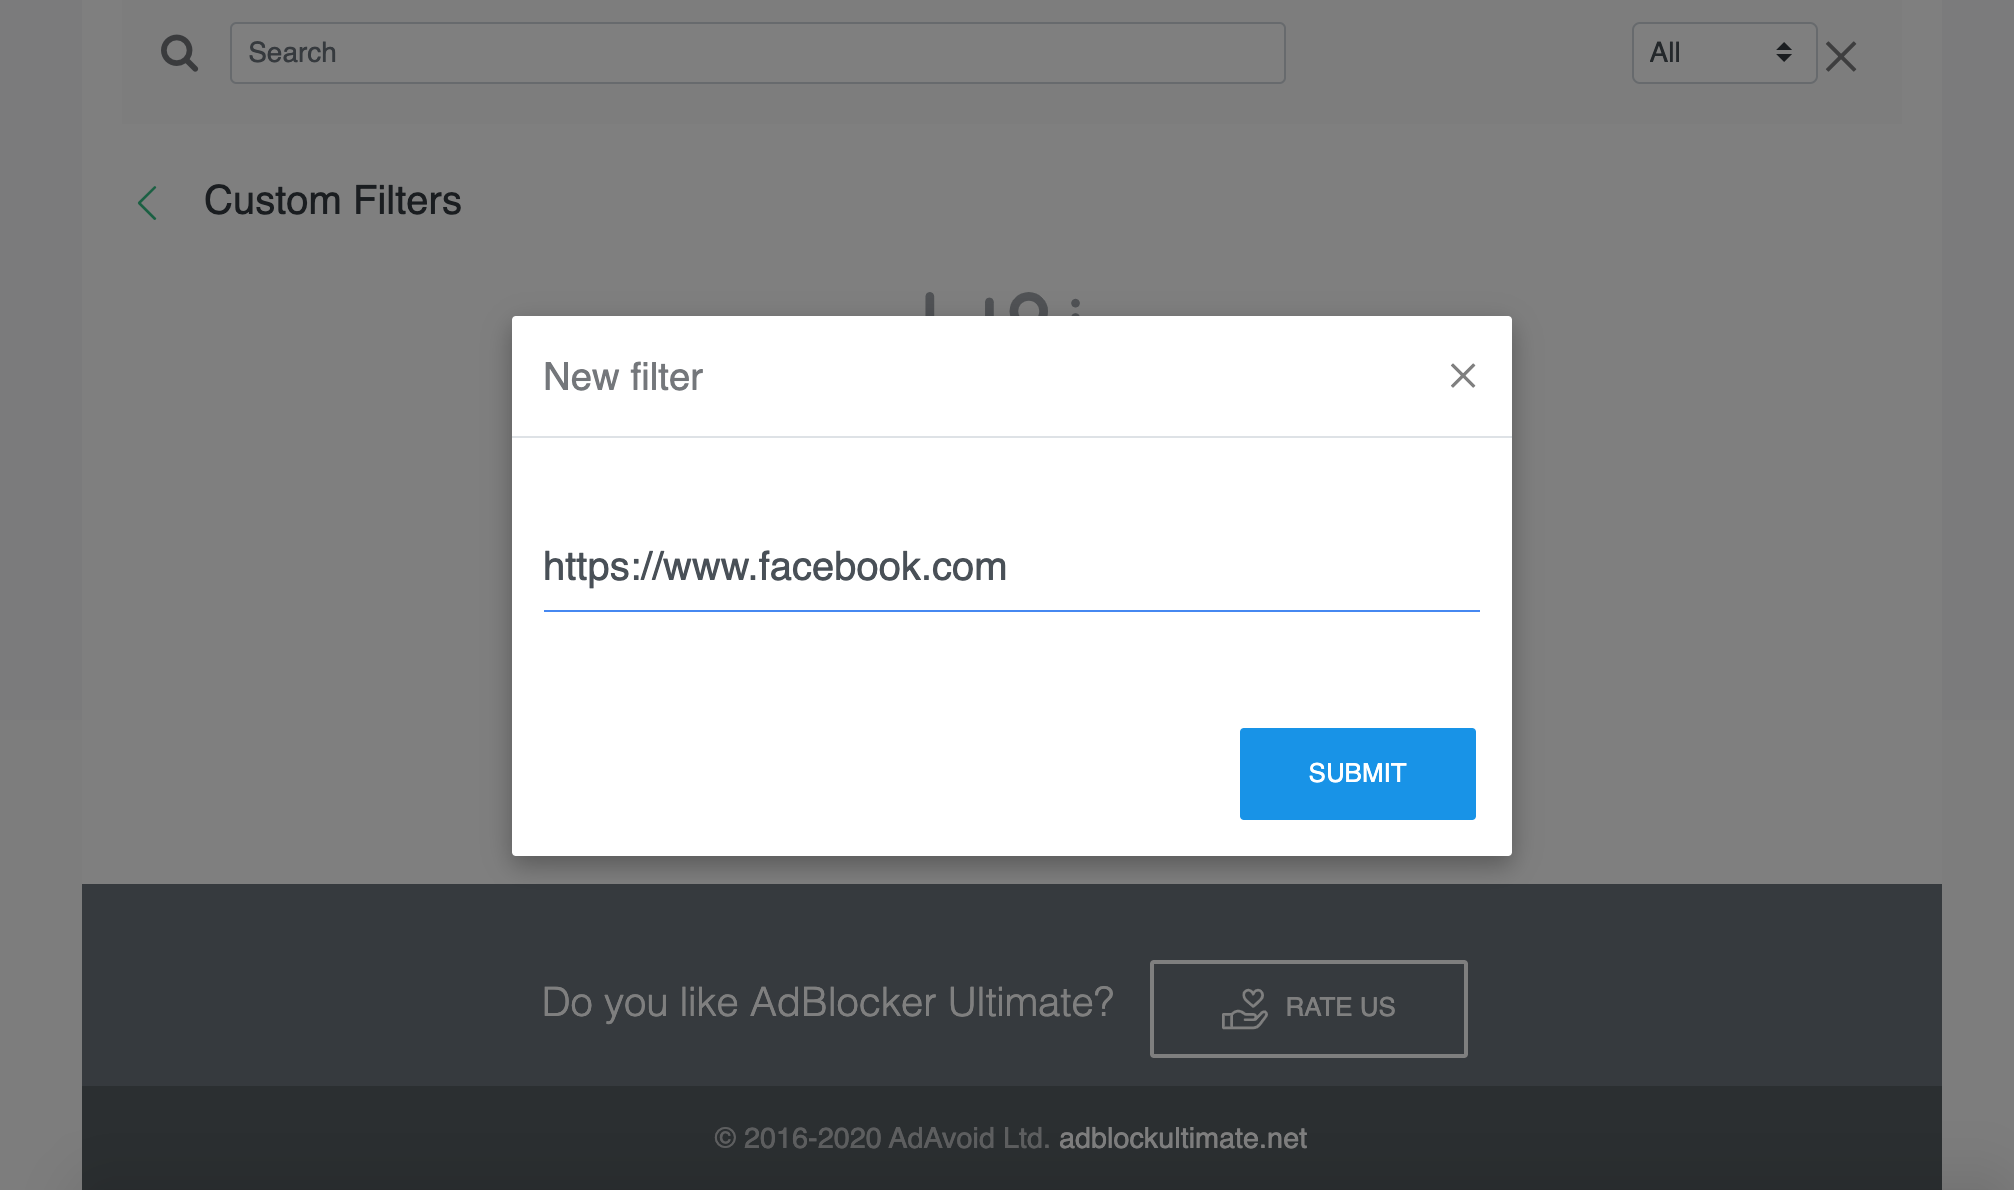 Search
All
Custom Filters
New filter
https://www.facebook.com
SUBMIT
Do you like AdBlocker Ultimate?
RATE US
© 2016-2020 AdAvoid Ltd. adblockultimate.net